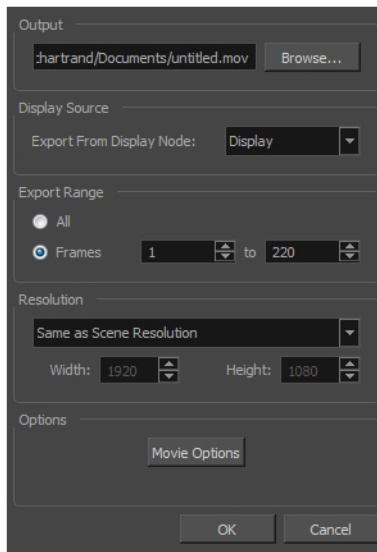 Output
:hartrand/Documents/untitled.mov Browse...
Display Source
Export From Display Node: Display
Export Range
All
Frames 1 to 220
Resolution
Same as Scene Resolution
Width: 1920 Height: 1080
Options
Movie Options
OK Cancel